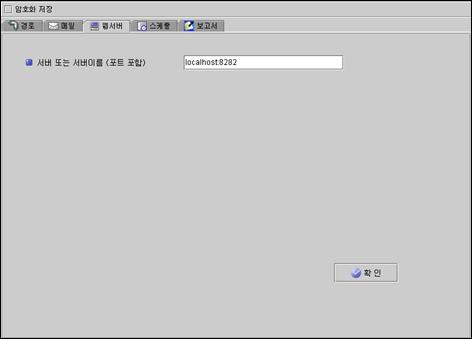 암호화 저장
경로 메일 웹서버 스케쥴 보고서
서버 또는 서버이름 (포트 포함) localhost:8282
확 인